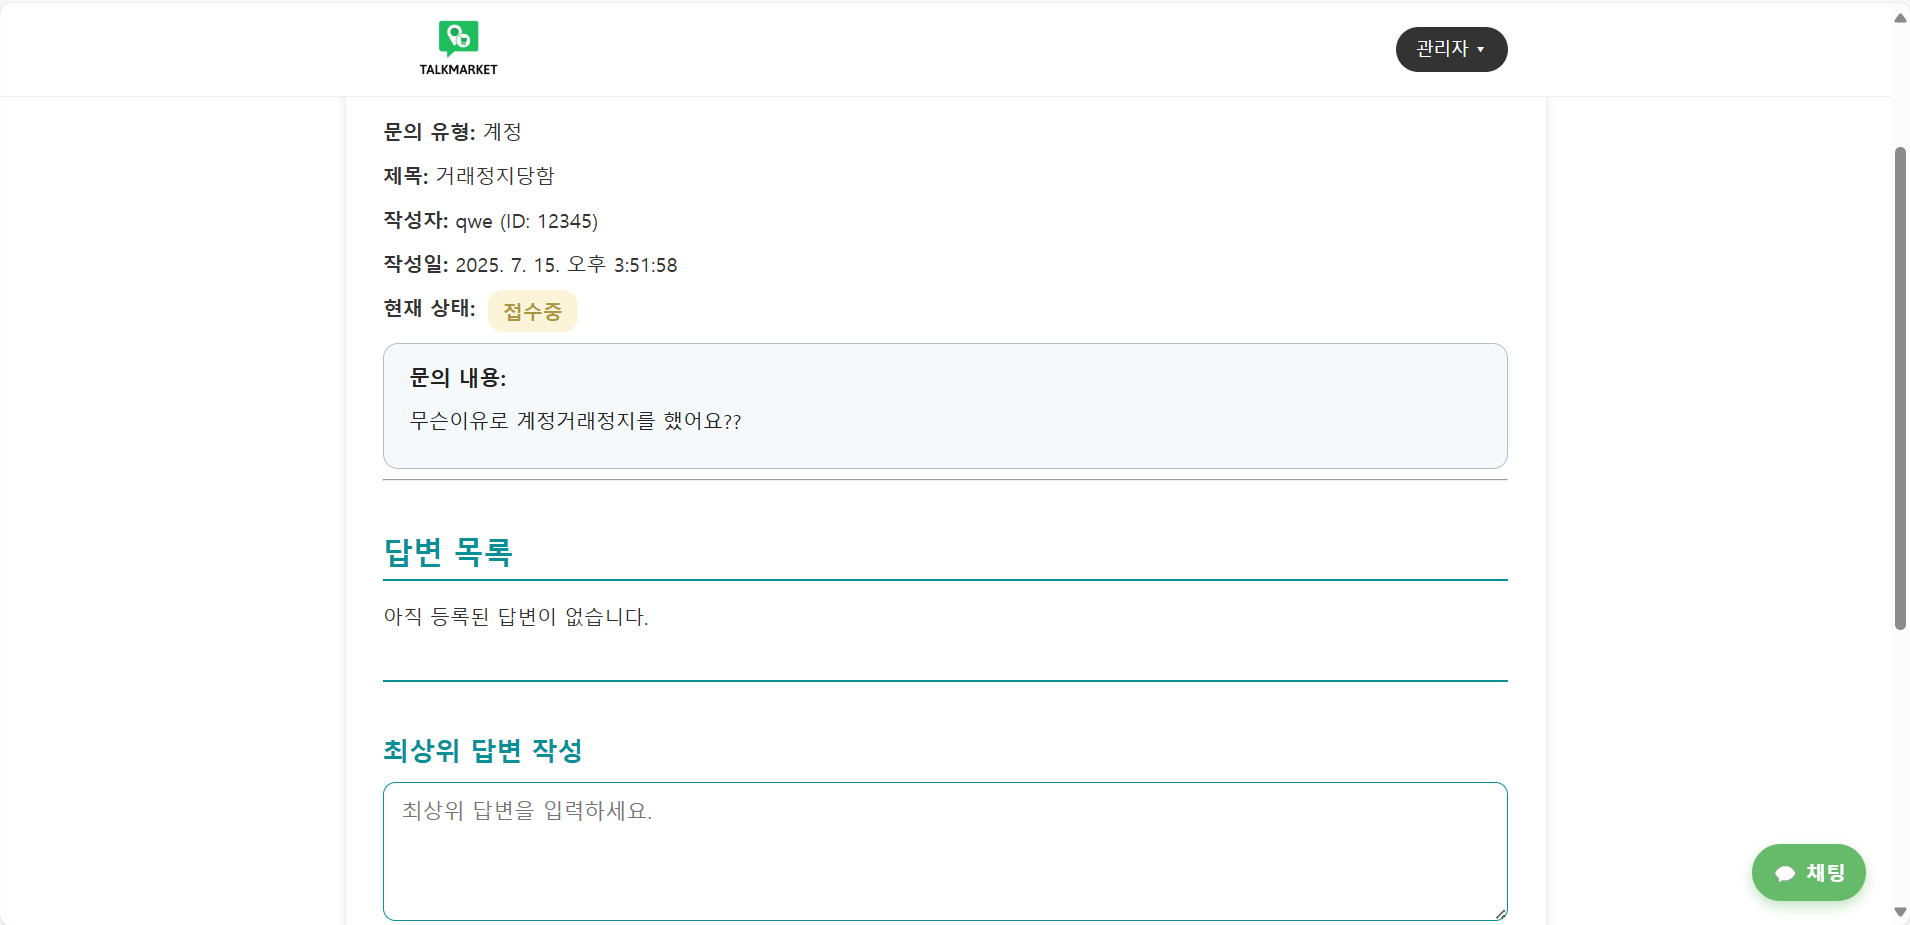 TALKMARKET
관리자 ▼
문의 유형: 계정
제목: 거래정지당함
작성자: qwe (ID: 12345)
작성일: 2025. 7. 15. 오후 3:51:58
현재 상태: 접수중
문의 내용:
무슨이유로 계정거래정지를 했어요??
답변 목록
아직 등록된 답변이 없습니다.
최상위 답변 작성
최상위 답변을 입력하세요.
채팅